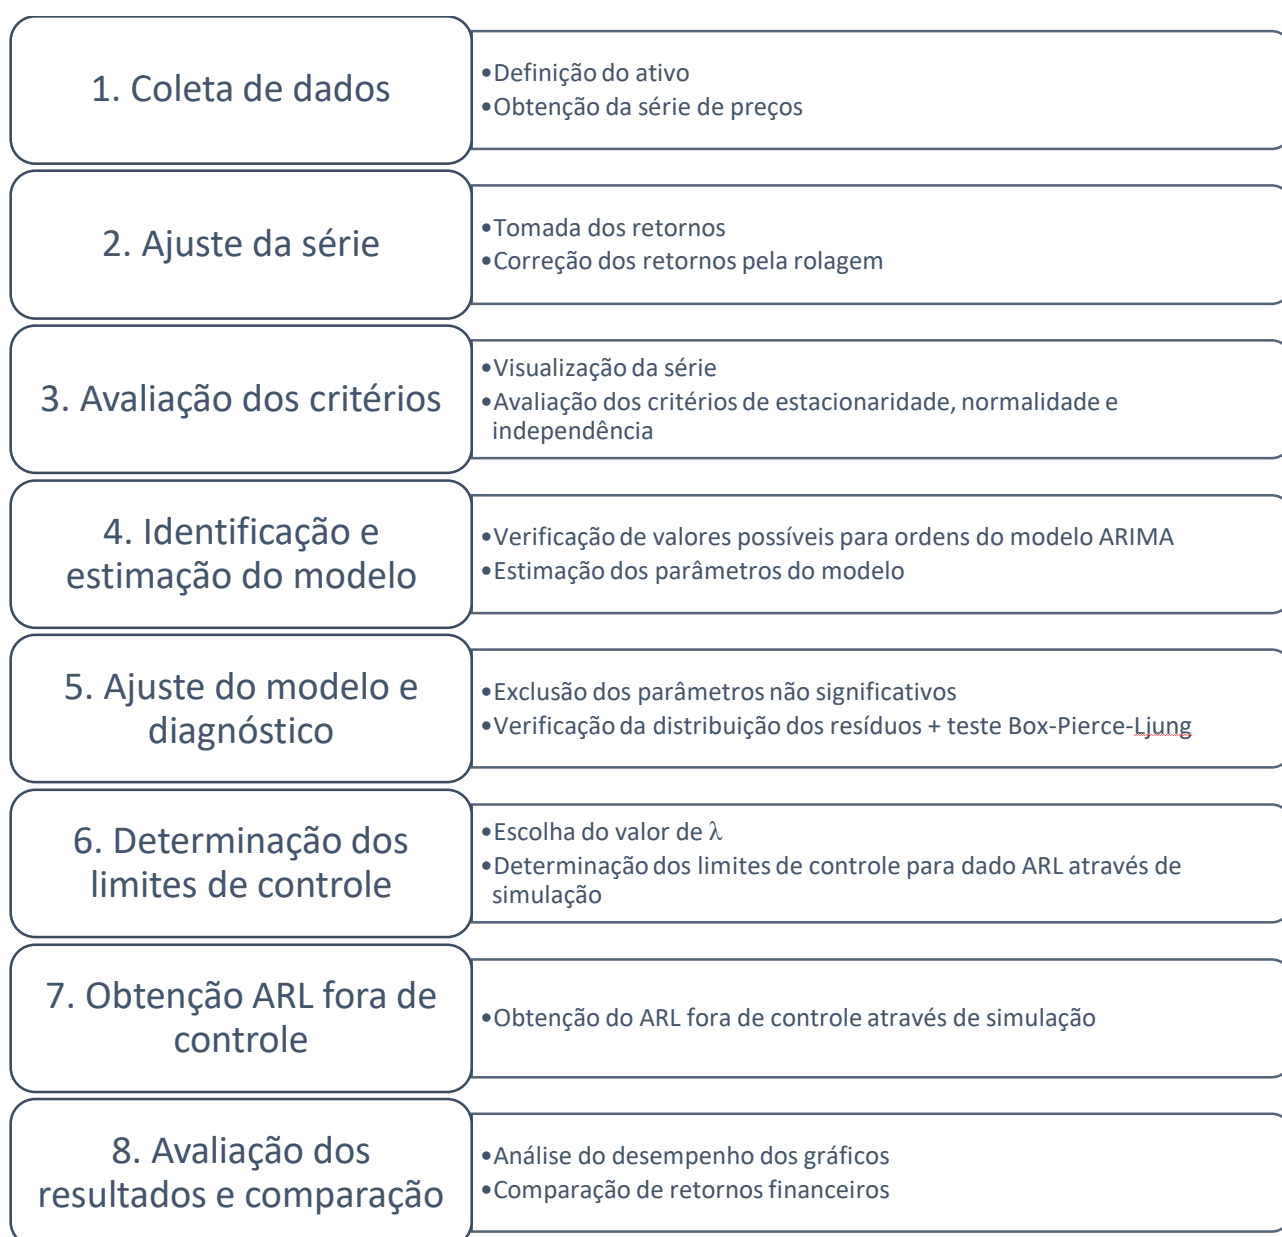 1. Coleta de dados
•Definição do ativo
•Obtenção da série de preços
2. Ajuste da série
•Tomada dos retornos
•Correção dos retornos pela rolagem
3. Avaliação dos critérios
•Visualização da série
•Avaliação dos critérios de estacionaridade, normalidade e
independência
4. Identificação e
estimação do modelo
•Verificação de valores possíveis para ordens do modelo ARIMA
•Estimação dos parâmetros do modelo
5. Ajuste do modelo e
diagnóstico
•Exclusão dos parâmetros não significativos
•Verificação da distribuição dos resíduos + teste Box-Pierce-Ljung
6. Determinação dos
limites de controle
•Escolha do valor de λ
•Determinação dos limites de controle para dado ARL através de
simulação
7. Obtenção ARL fora de
controle
•Obtenção do ARL fora de controle através de simulação
8. Avaliação dos
resultados e comparação
•Análise do desempenho dos gráficos
•Comparação de retornos financeiros